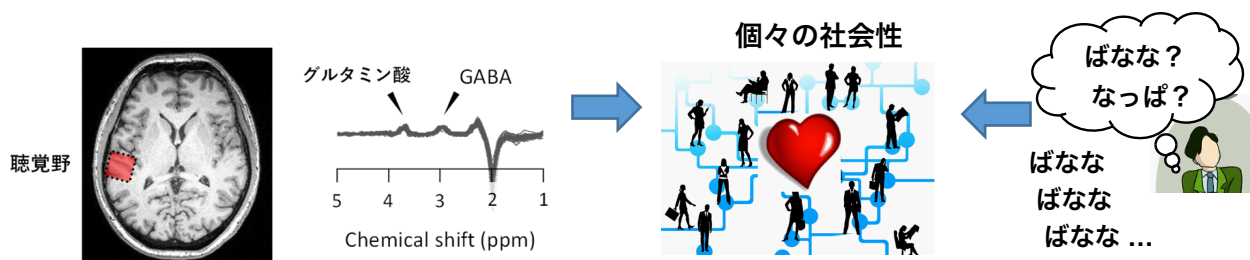 聴覚野
グルタミン酸
GABA
5 4 3 2 1
Chemical shift (ppm)
個々の社会性
ばなな?
なっぱ?
ばなな
ばなな
ばなな ...